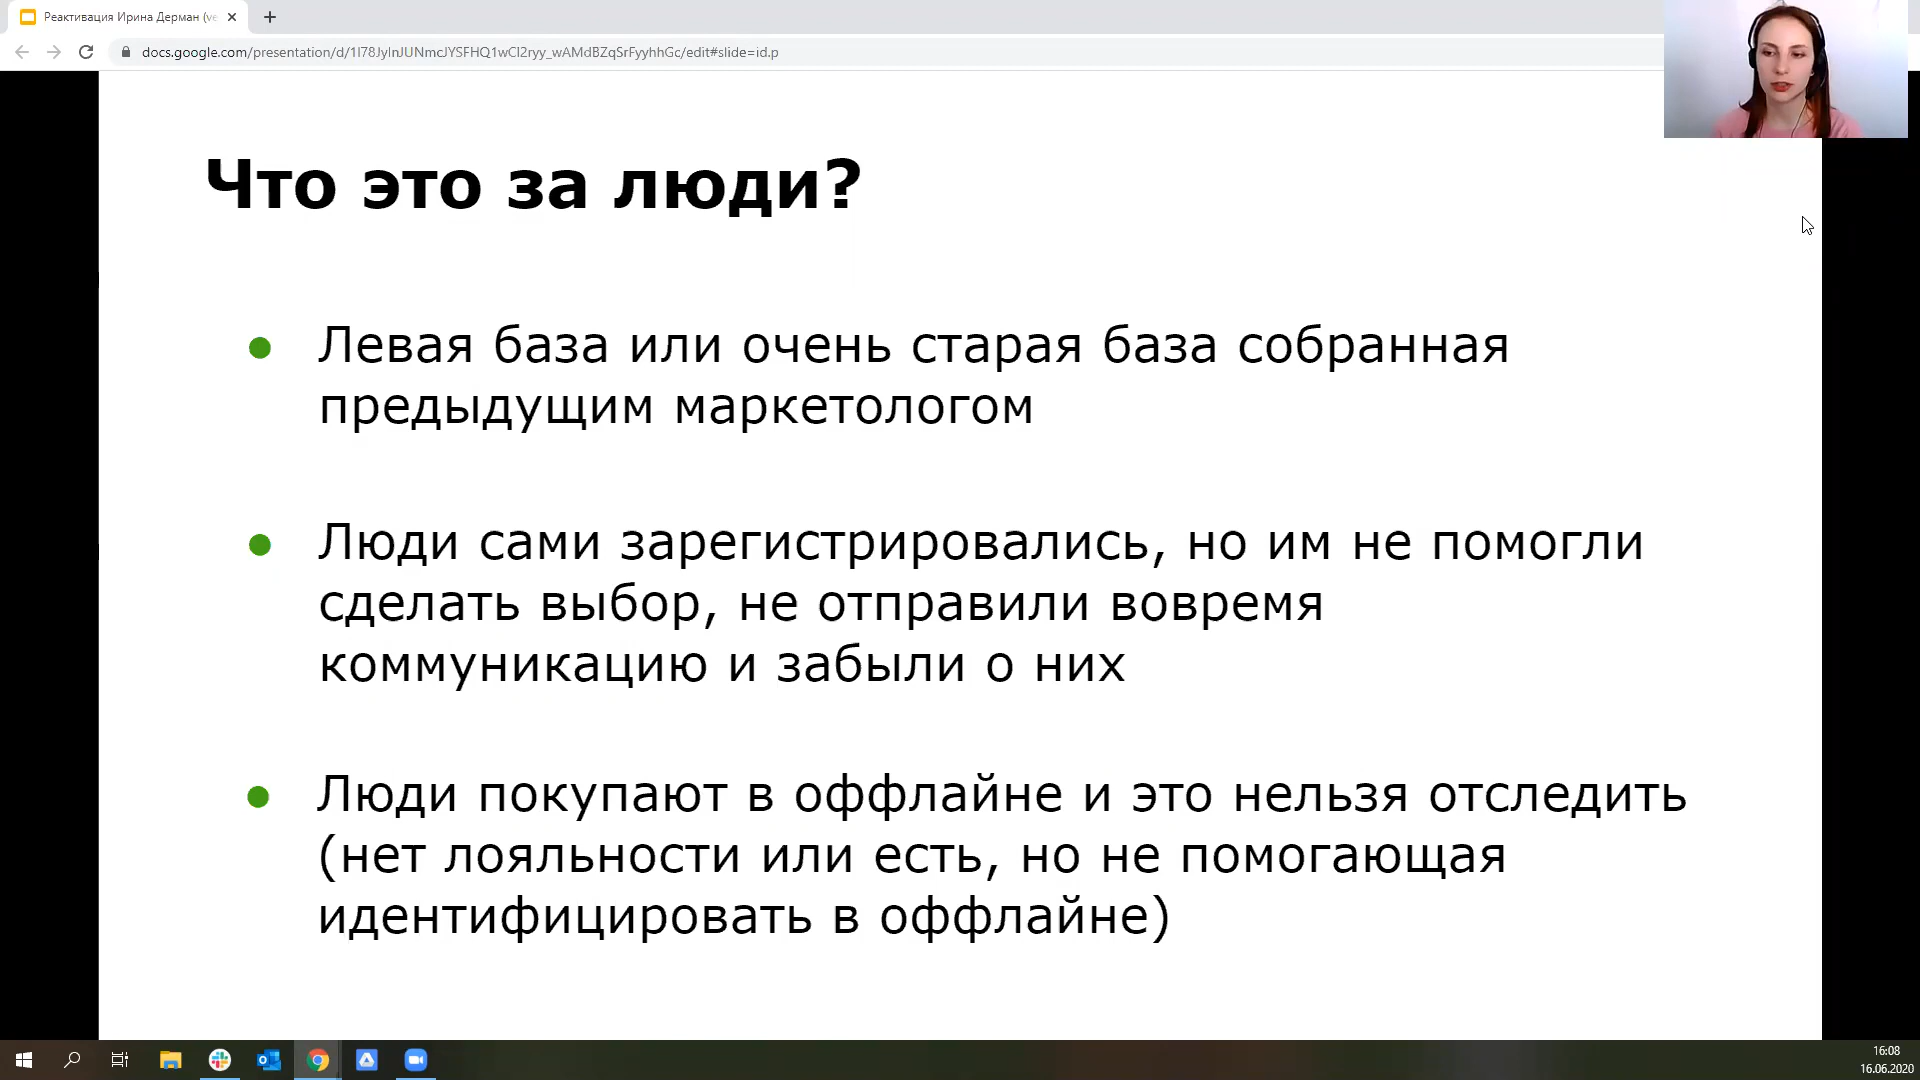 Реактивация Ирина Дерман (ve
docs.google.com/presentation/d/1I78JylnJUNmcJYSFHQ1wCl2ryy_wAMdBZqSrFyyhhGc/edit#slide=id.p
Что это за люди?
Левая база или очень старая база собранная
предыдущим маркетологом
Люди сами зарегистрировались, но им не помогли
сделать выбор, не отправили вовремя
коммуникацию и забыли о них
Люди покупают в оффлайне и это нельзя отследить
(нет лояльности или есть, но не помогающая
идентифицировать в оффлайне)
16:08
16.06.2020